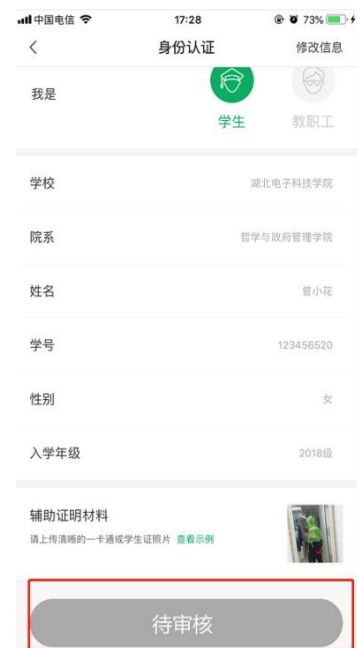 中国电信 17:28 73%
身份认证 修改信息
我是
学生 教职工
学校 湖北电子科技学院
院系 哲学与政府管理学院
姓名 曾小花
学号 123456520
性别 女
入学年级 2018级
辅助证明材料
请上传清晰的一卡通或学生证照片 查看示例
待审核